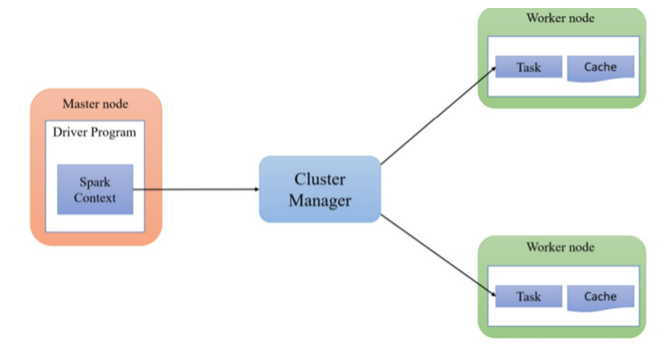 Master node
Driver Program
Spark
Context
Cluster
Manager
Worker node
Task
Cache
Worker node
Task
Cache